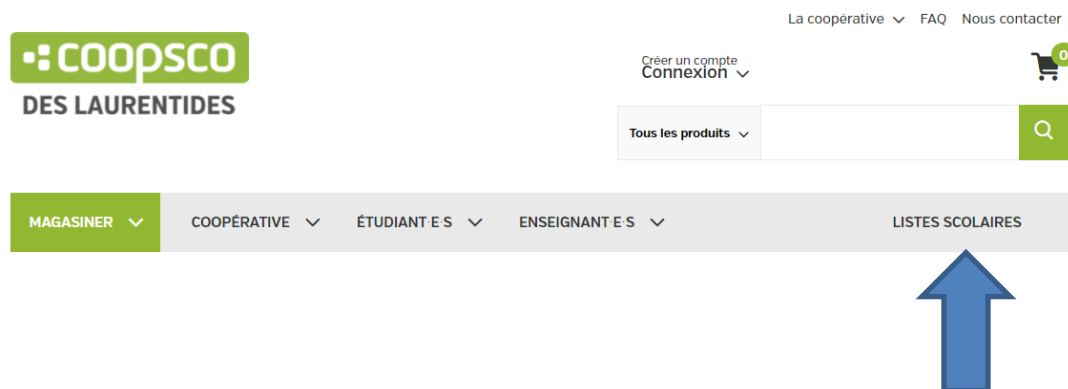 La coopérative FAQ Nous contacter
COOPSCO
DES LAURENTIDES
Créer un compte
Connexion
0
Tous les produits
MAGASINER COOPÉRATIVE ÉTUDIANT·E·S ENSEIGNANT·E·S LISTES SCOLAIRES